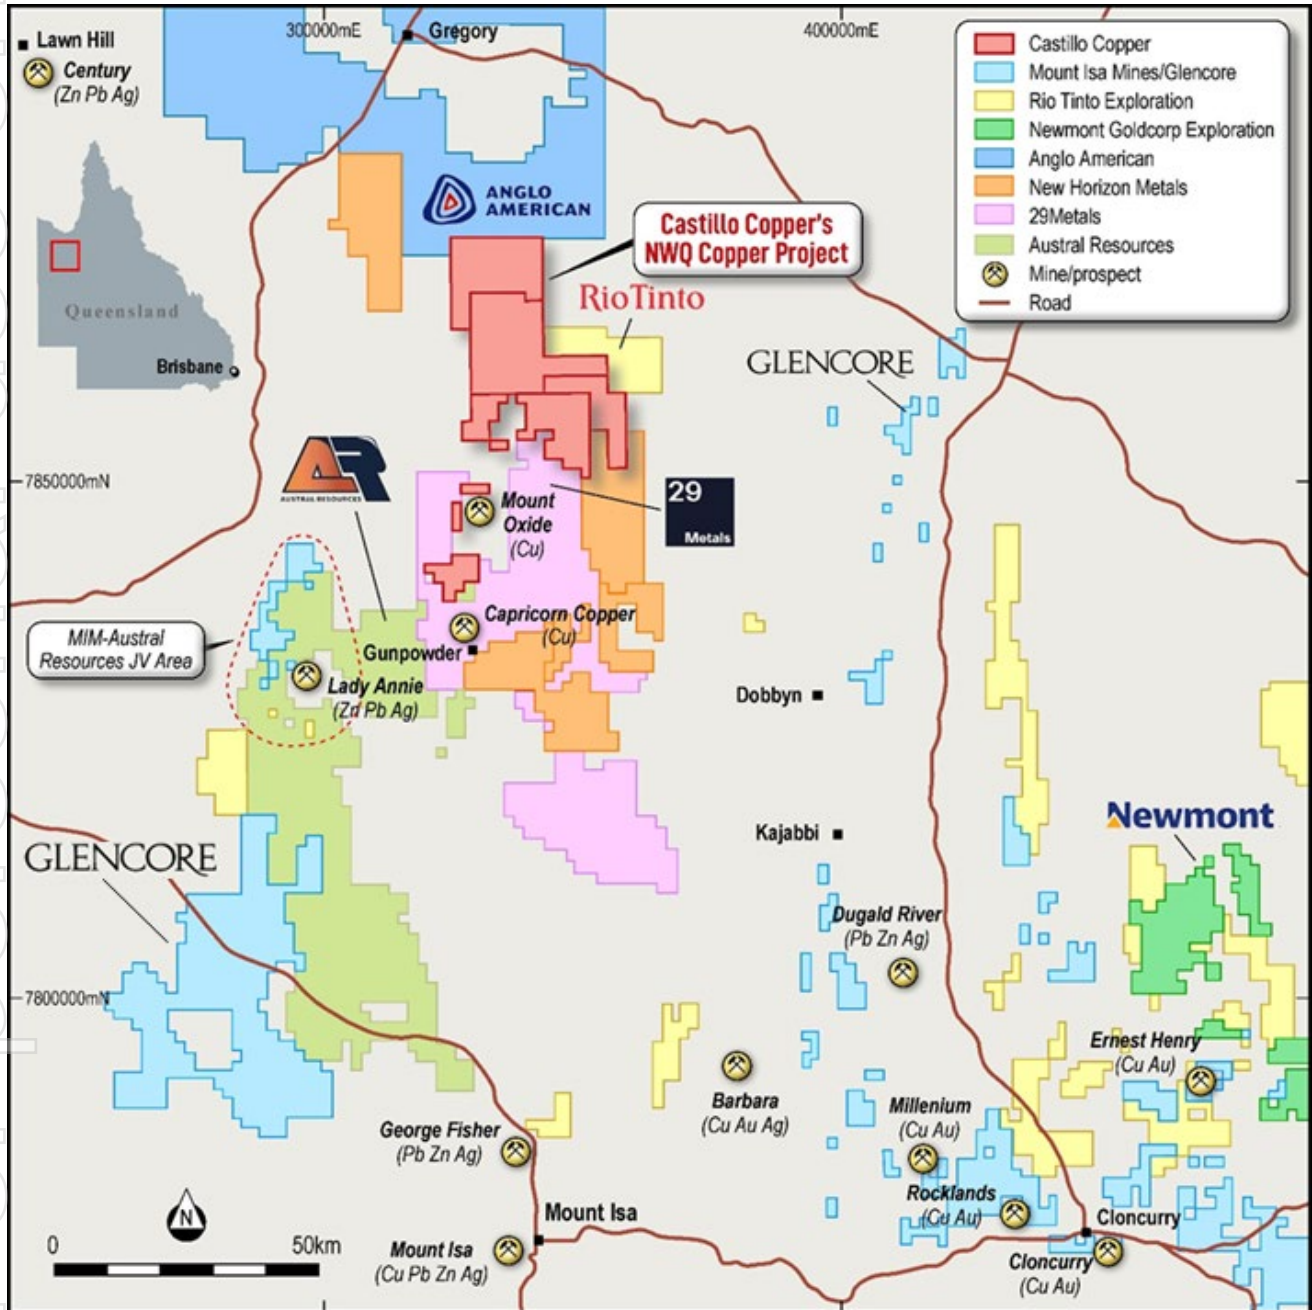 300000mE
400000mE
Lawn Hill
Century
(Zn Pb Ag)
Gregory
Castillo Copper
Mount Isa Mines/Glencore
Rio Tinto Exploration
Newmont Goldcorp Exploration
Anglo American
New Horizon Metals
29Metals
Austral Resources
Mine/prospect
Road
ANGLO
AMERICAN
Castillo Copper's
NWQ Copper Project
RioTinto
Queensland
Brisbane
GLENCORE
AR
AUSTRAL RESOURCES
7850000mN
29
Metals
Mount
Oxide
(Cu)
MIM-Austral
Resources JV Area
Capricorn Copper
(Cu)
Gunpowder
Lady Annie
(Zn Pb Ag)
Dobbyn
Kajabbi
Newmont
GLENCORE
Dugald River
(Pb Zn Ag)
7800000mN
Ernest Henry
(Cu Au)
Barbara
(Cu Au Ag)
Millenium
(Cu Au)
George Fisher
(Pb Zn Ag)
Rocklands
(Cu Au)
N
Mount Isa
Cloncurry
0
50km
Mount Isa
(Cu Pb Zn Ag)
Cloncurry
(Cu Au)